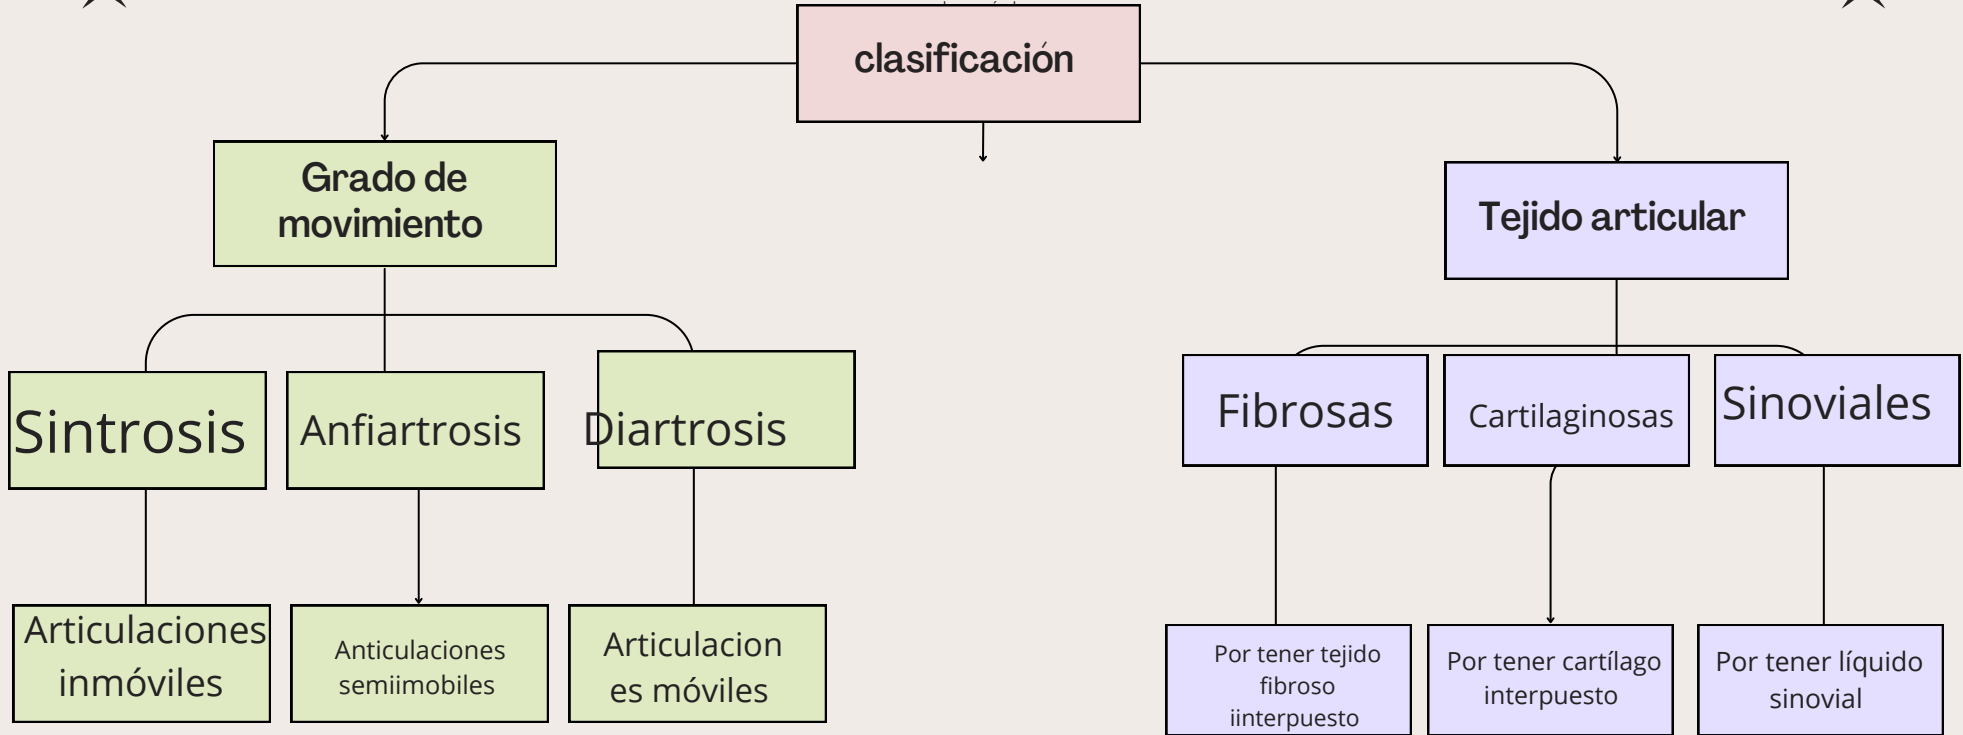 clasificación
Grado de
movimiento
Tejido articular
Sintrosis
Anfiartrosis
Diartrosis
Fibrosas
Cartilaginosas
Sinoviales
Articulaciones
inmóviles
Anticulaciones
semiimobiles
Articulacion
es móviles
Por tener tejido
fibroso
iinterpuesto
Por tener cartílago
interpuesto
Por tener líquido
sinovial